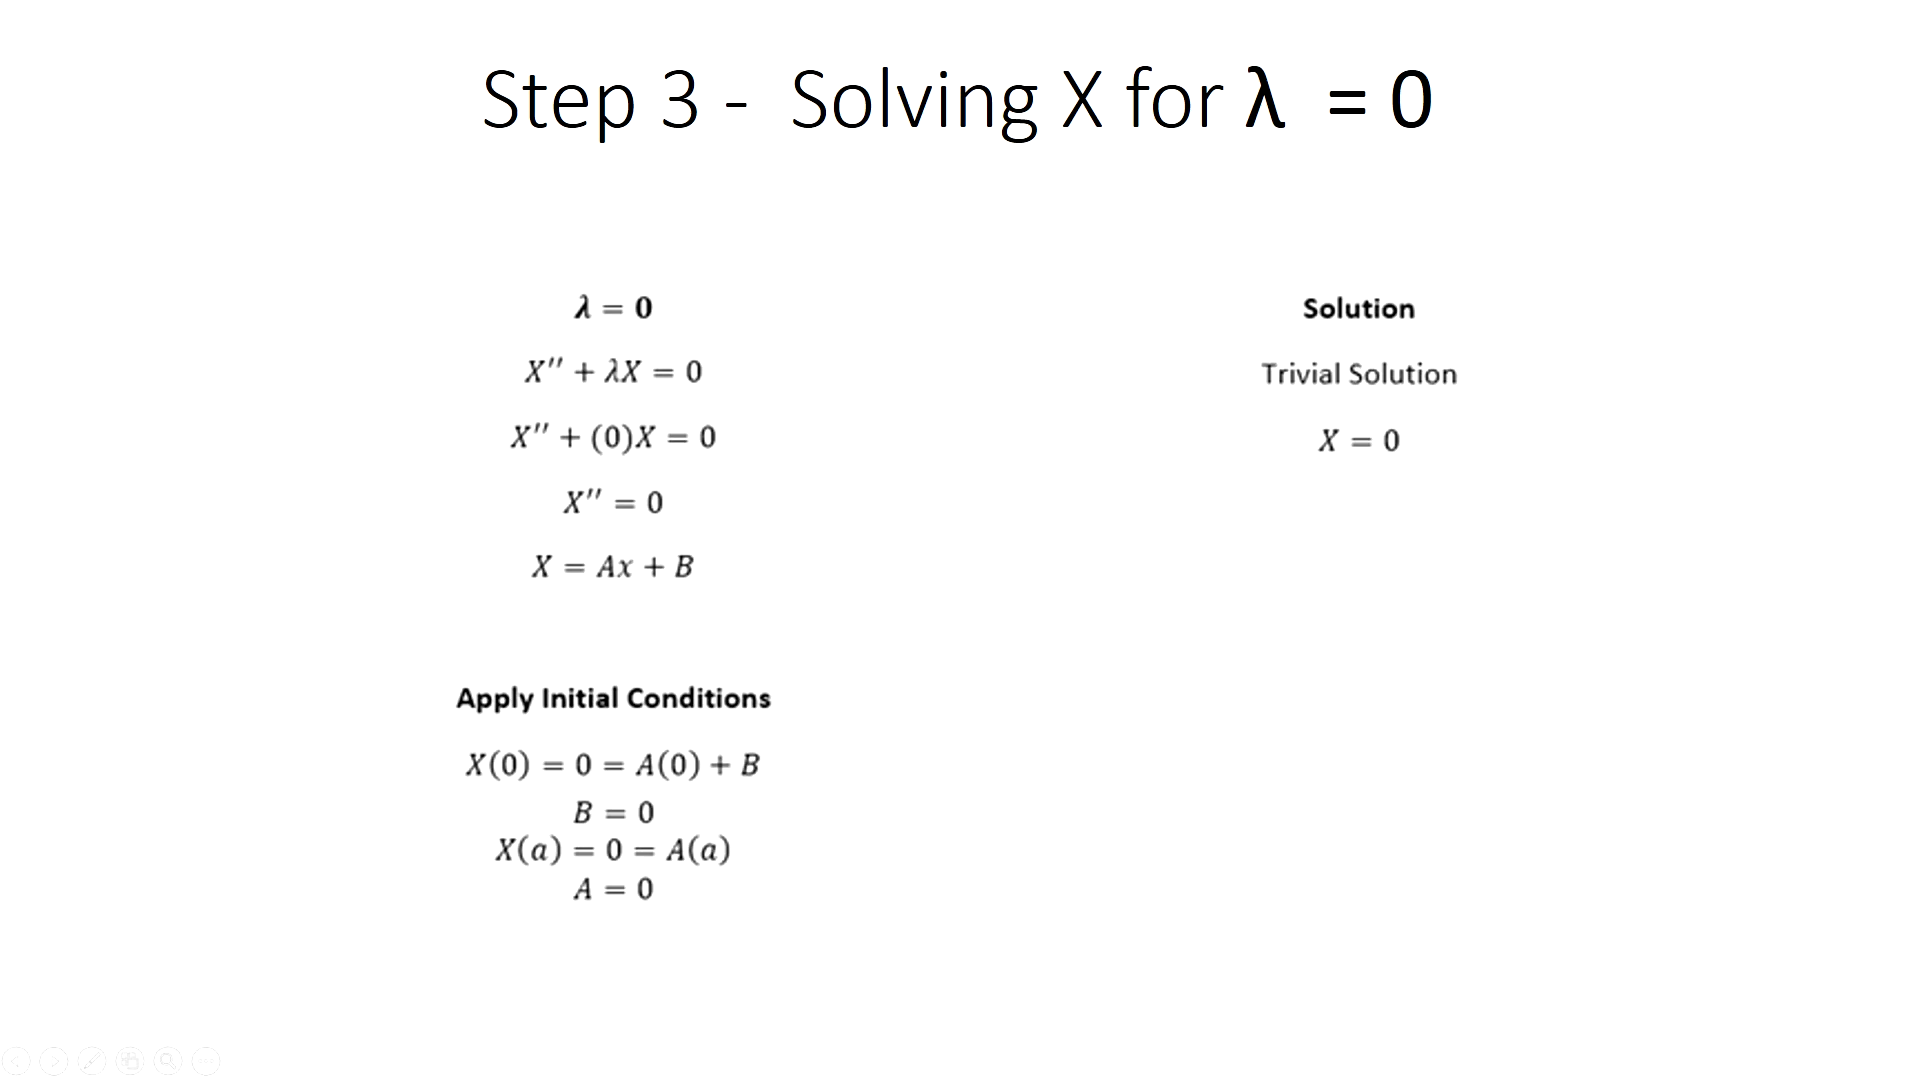 Step 3 - Solving X for λ = 0
λ = 0
X′′ + λX = 0
X′′ + (0)X = 0
X′′ = 0
X = Ax + B
Apply Initial Conditions
X(0) = 0 = A(0) + B
B = 0
X(a) = 0 = A(a)
A = 0
Solution
Trivial Solution
X = 0